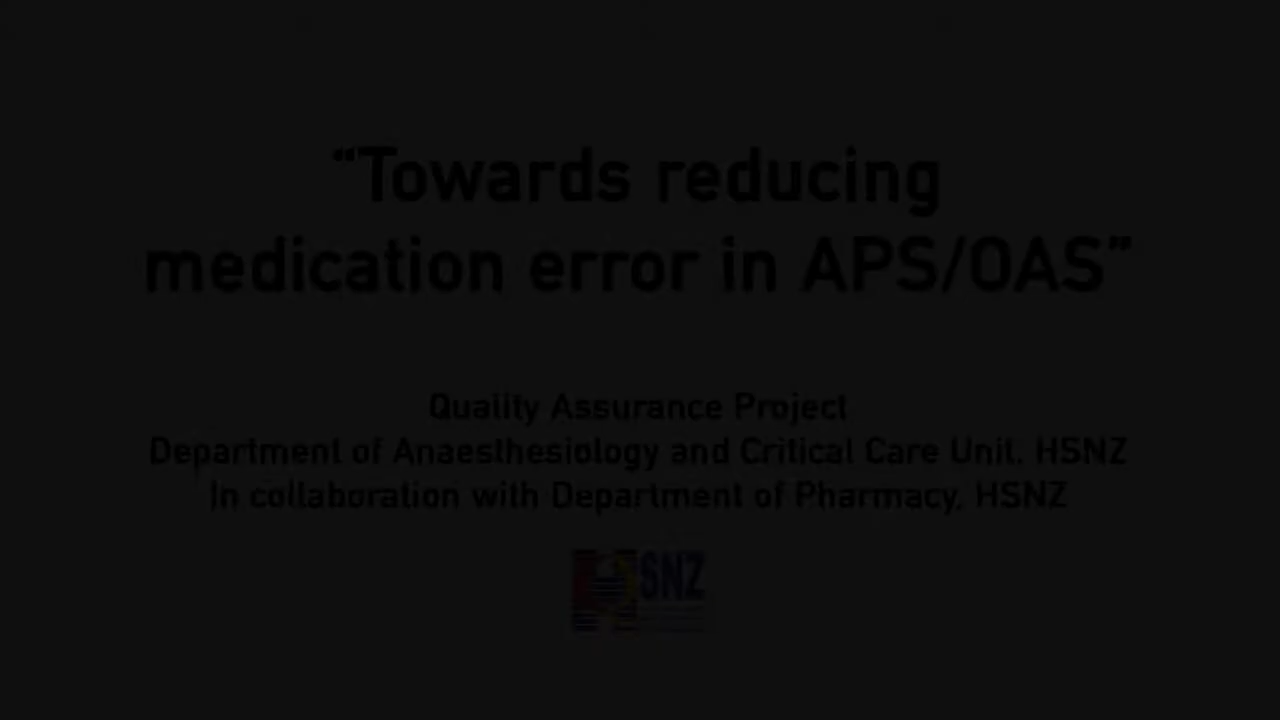 “Towards reducing
medication error in APS/OAS”
Quality Assurance Project
Department of Anaesthesiology and Critical Care Unit, HSNZ
In collaboration with Department of Pharmacy, HSNZ
SNZ